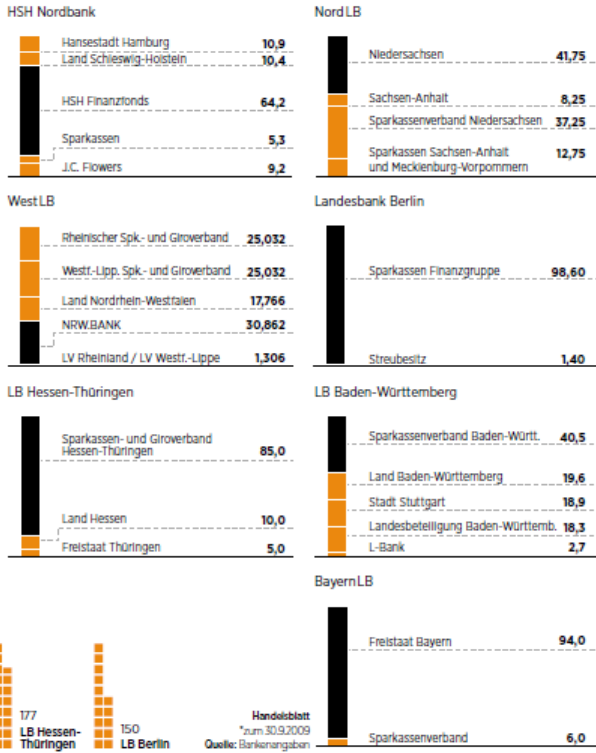 HSH Nordbank
Hansestadt Hamburg 10,9
Land Schleswig-Holstein 10,4
HSH Finanzfonds 64,2
Sparkassen 5,3
J.C. Flowers 9,2
Nord LB
Niedersachsen 41,75
Sachsen-Anhalt 8,25
Sparkassenverband Niedersachsen 37,25
Sparkassen Sachsen-Anhalt 12,75
und Mecklenburg-Vorpommern
West LB
Rheinischer Spk.- und Giroverband 25,032
Westf.-Lipp. Spk.- und Giroverband 25,032
Land Nordrhein-Westfalen 17,766
NRW.BANK 30,862
LV Rheinland / LV Westf.-Lippe 1,306
Landesbank Berlin
Sparkassen Finanzgruppe 98,60
Streubesitz 1,40
LB Hessen-Thüringen
Sparkassen- und Giroverband
Hessen-Thüringen 85,0
Land Hessen 10,0
Freistaat Thüringen 5,0
LB Baden-Württemberg
Sparkassenverband Baden-Württ. 40,5
Land Baden-Württemberg 19,6
Stadt Stuttgart 18,9
Landesbeteiligung Baden-Württemb. 18,3
L-Bank 2,7
Bayern LB
Freistaat Bayern 94,0
Sparkassenverband 6,0
177
LB Hessen-
Thüringen
150
LB Berlin
Handelsblatt
*zum 30.9.2009
Quelle: Bankenangaben